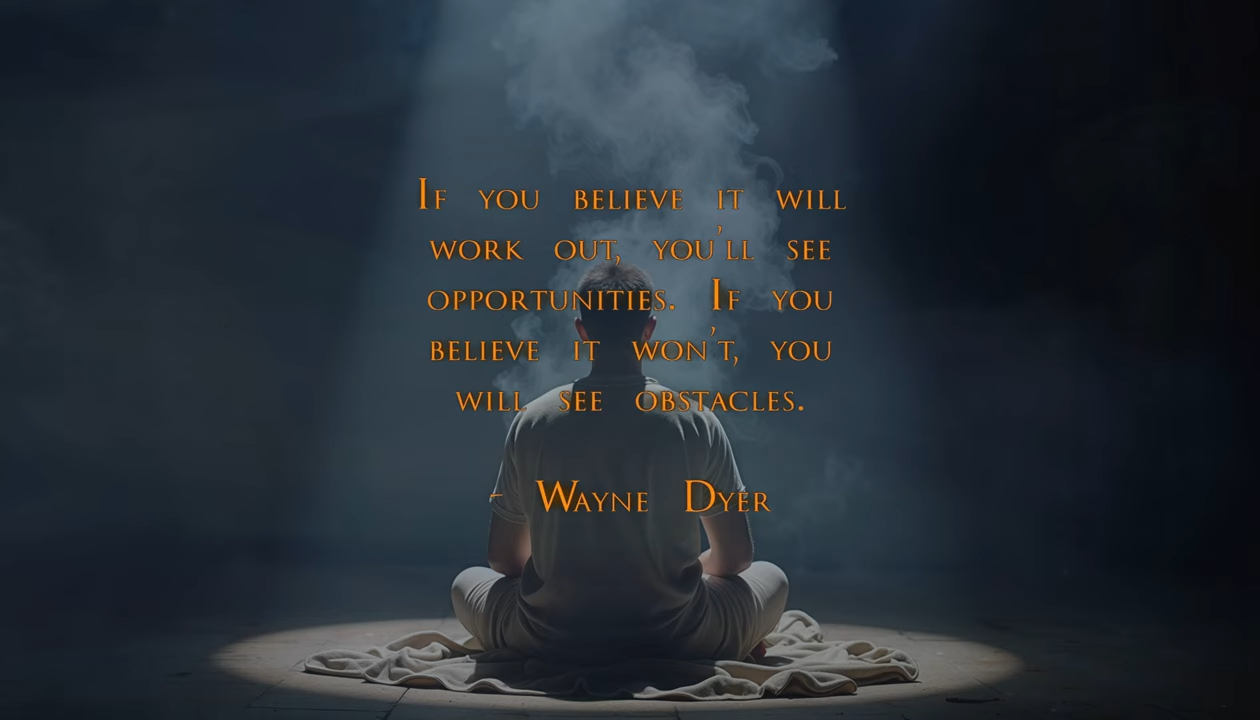 If you believe it will
work out, you'll see
opportunities. If you
believe it won't, you
will see obstacles.
- Wayne Dyer